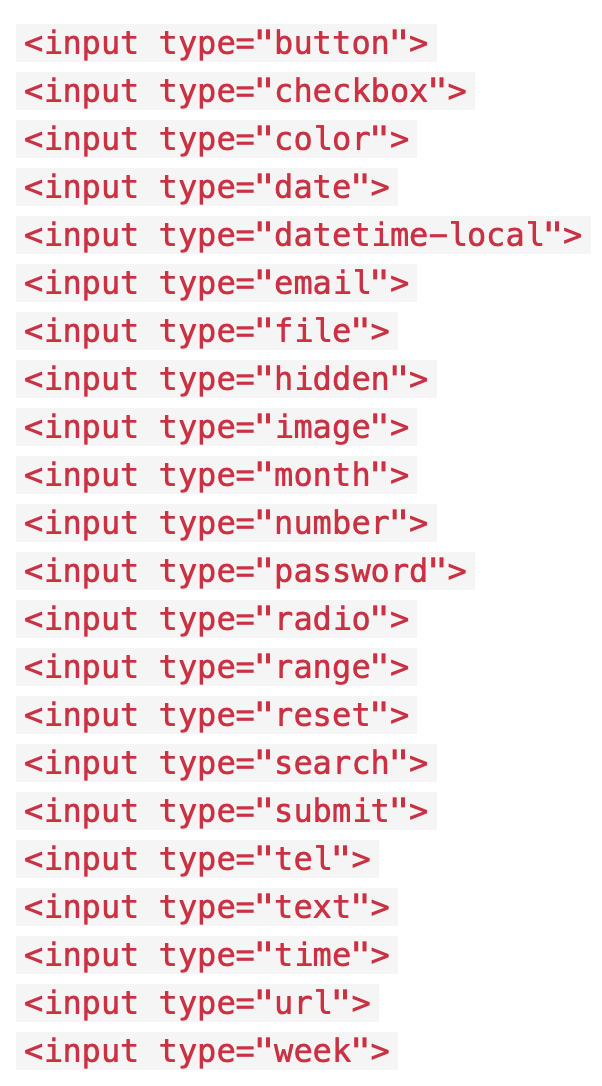 <input type="button">
<input type="checkbox">
<input type="color">
<input type="date">
<input type="datetime-local">
<input type="email">
<input type="file">
<input type="hidden">
<input type="image">
<input type="month">
<input type="number">
<input type="password">
<input type="radio">
<input type="range">
<input type="reset">
<input type="search">
<input type="submit">
<input type="tel">
<input type="text">
<input type="time">
<input type="url">
<input type="week">